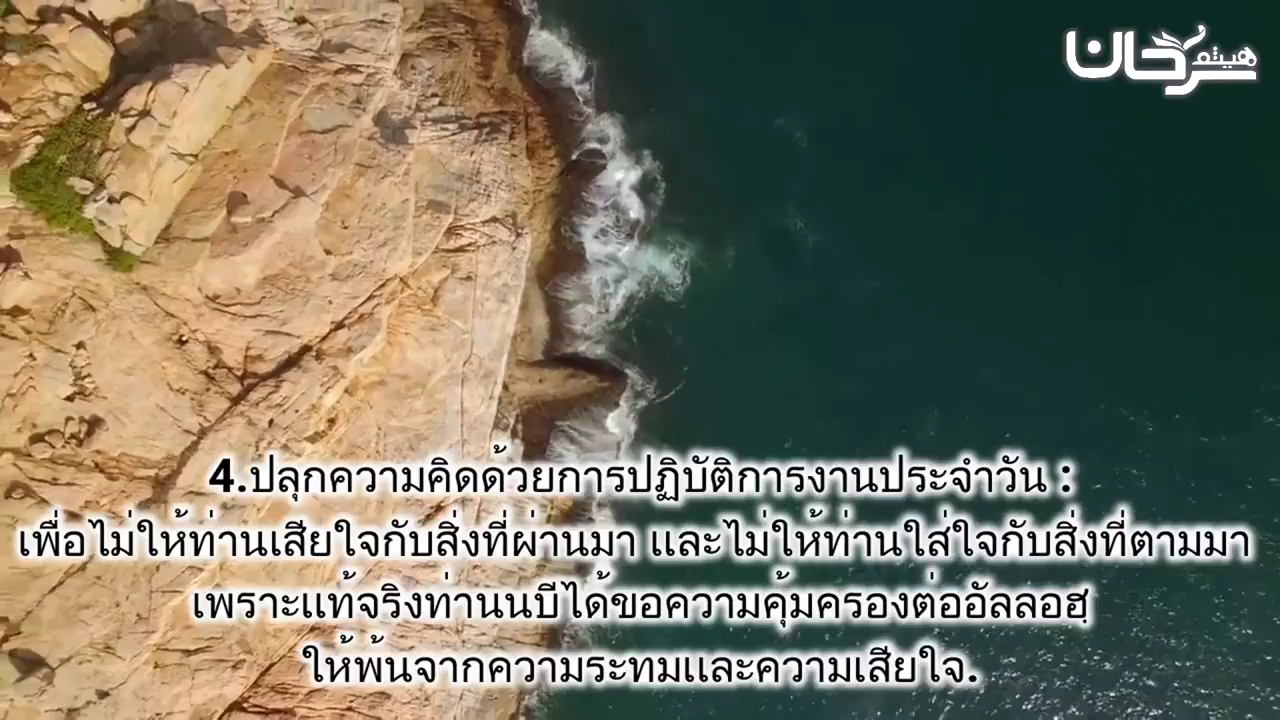 هيثم
سرحان
4.ปลุกความคิดด้วยการปฏิบัติการงานประจำวัน :
เพื่อไม่ให้ท่านเสียใจกับสิ่งที่ผ่านมา และไม่ให้ท่านใส่ใจกับสิ่งที่ตามมา
เพราะแท้จริงท่านนบีได้ขอความคุ้มครองต่ออัลลอฮฺ
ให้พ้นจากความระทมและความเสียใจ.